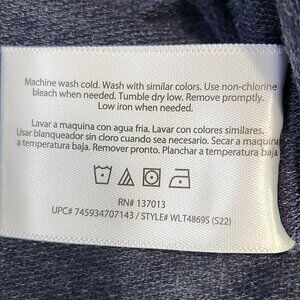 Machine wash cold. Wash with similar colors. Use non-chlorine
bleach when needed. Tumble dry low. Remove promptly.
Low iron when needed.
Lavar a maquina con agua fria. Lavar con colores similares.
Usar blanqueador sin cloro cuando sea necesario. Secar a maquina
a temperatura baja. Remover pronto. Planchar a temperatura baja
RN# 137013
UPC# 745934707143 / STYLE# WLT4869S (S22)